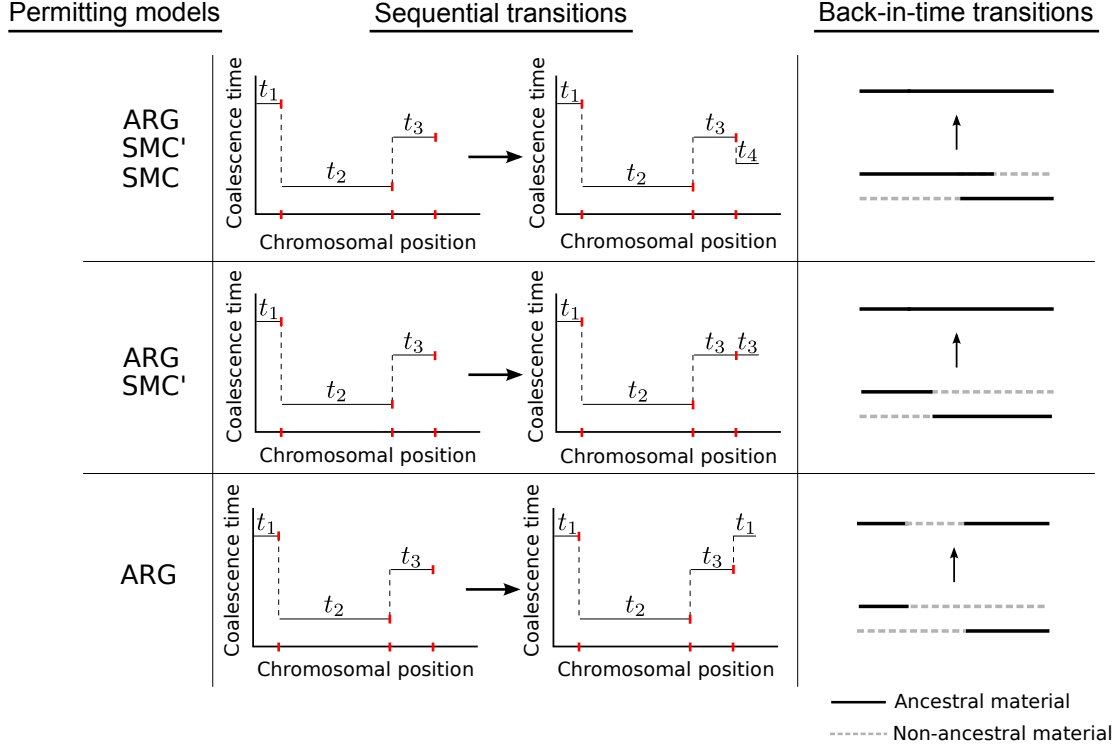 Permitting models
Sequential transitions
Back-in-time transitions
ARG
SMC'
SMC
Coalescence time
t1
t2
t3
Chromosomal position
Coalescence time
t1
t2
t3
t4
Chromosomal position
ARG
SMC'
Coalescence time
t1
t2
t3
Chromosomal position
Coalescence time
t1
t2
t3 t3
Chromosomal position
ARG
Coalescence time
t1
t2
t3
Chromosomal position
Coalescence time
t1
t2
t3
t1
Chromosomal position
Ancestral material
Non-ancestral material